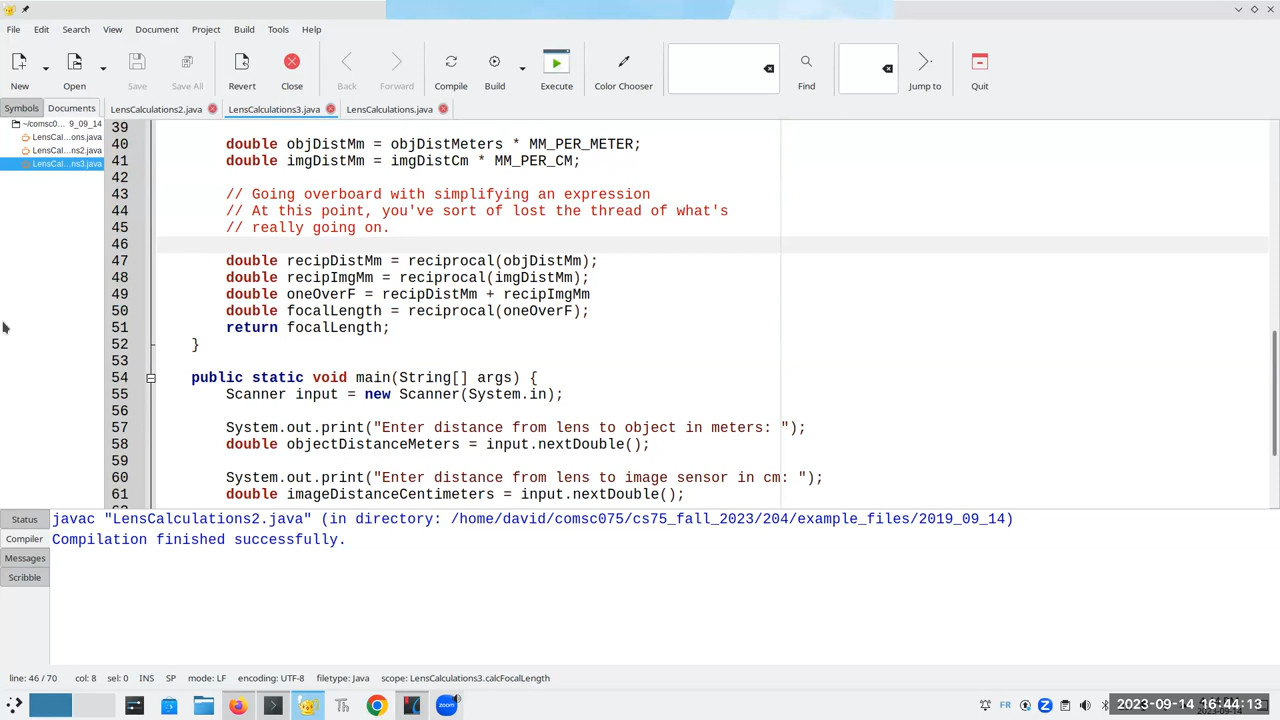 File Edit Search View Document Project Build Tools Help
New Open Save Save All Revert Close Back Forward Compile Build Execute Color Chooser Find Jump to Quit
Symbols Documents LensCalculations2.java LensCalculations3.java LensCalculations.java
~/comsc0... 9_09_14
LensCal...ons.java
LensCal...ns2.java
LensCal...ns3.java
39
40 double objDistMm = objDistMeters * MM_PER_METER;
41 double imgDistMm = imgDistCm * MM_PER_CM;
42
43 // Going overboard with simplifying an expression
44 // At this point, you've sort of lost the thread of what's
45 // really going on.
46
47 double recipDistMm = reciprocal(objDistMm);
48 double recipImgMm = reciprocal(imgDistMm);
49 double oneOverF = recipDistMm + recipImgMm
50 double focalLength = reciprocal(oneOverF);
51 return focalLength;
52 }
53
54 public static void main(String[] args) {
55 Scanner input = new Scanner(System.in);
56
57 System.out.print("Enter distance from lens to object in meters: ");
58 double objectDistanceMeters = input.nextDouble();
59
60 System.out.print("Enter distance from lens to image sensor in cm: ");
61 double imageDistanceCentimeters = input.nextDouble();
Status
Compiler
Messages
Scribble
javac "LensCalculations2.java" (in directory: /home/david/comsc075/cs75_fall_2023/204/example_files/2019_09_14)
Compilation finished successfully.
line: 46 / 70 col: 8 sel: 0 INS SP mode: LF encoding: UTF-8 filetype: Java scope: LensCalculations3.calcFocalLength
zoom FR 2023-09-14 16:44:13